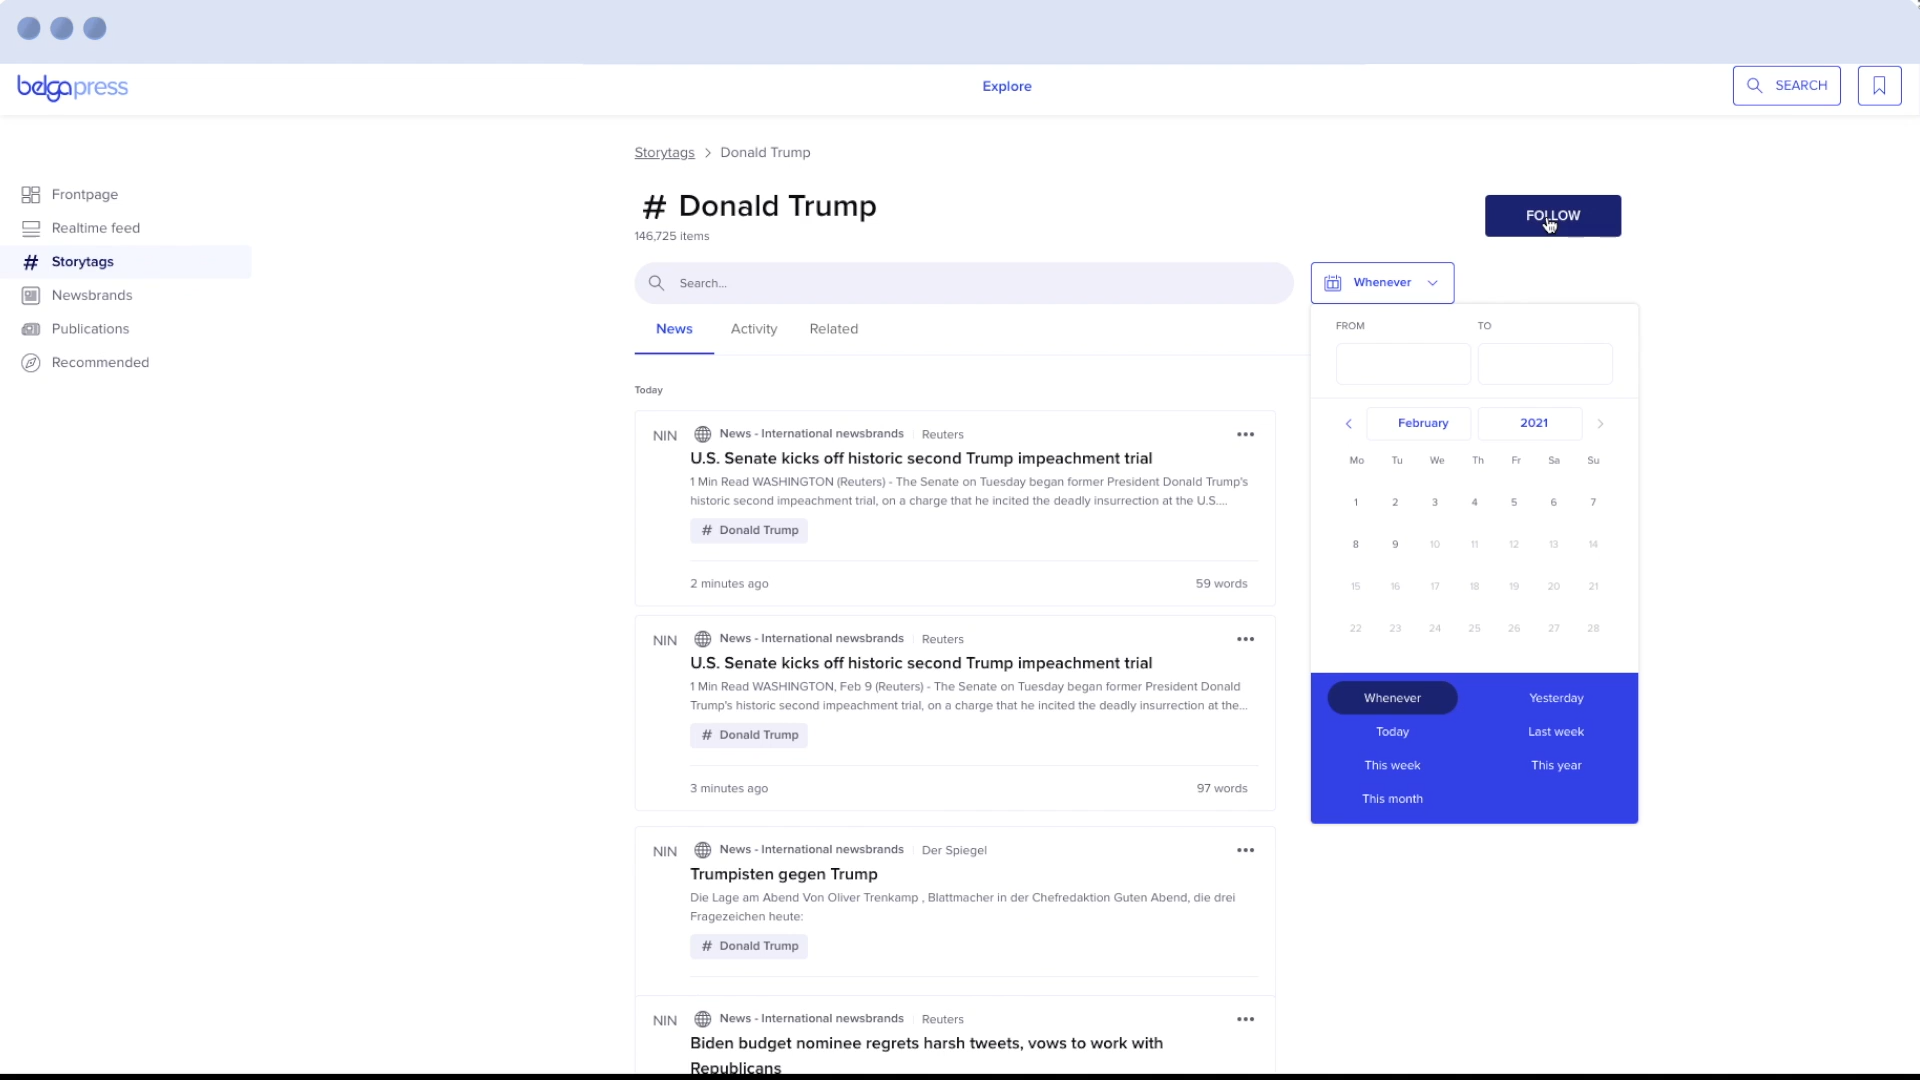 belgapress
Explore
SEARCH
Storytags > Donald Trump
Frontpage
Realtime feed
# Storytags
Newsbrands
Publications
Recommended
# Donald Trump
146,725 items
FOLLOW
Search...
Whenever
News Activity Related
Today
NIN News - International newsbrands Reuters
U.S. Senate kicks off historic second Trump impeachment trial
1 Min Read WASHINGTON (Reuters) - The Senate on Tuesday began former President Donald Trump's
historic second impeachment trial, on a charge that he incited the deadly insurrection at the U.S....
# Donald Trump
2 minutes ago 59 words
NIN News - International newsbrands Reuters
U.S. Senate kicks off historic second Trump impeachment trial
1 Min Read WASHINGTON, Feb 9 (Reuters) - The Senate on Tuesday began former President Donald
Trump's historic second impeachment trial, on a charge that he incited the deadly insurrection at the...
# Donald Trump
3 minutes ago 97 words
NIN News - International newsbrands Der Spiegel
Trumpisten gegen Trump
Die Lage am Abend Von Oliver Trenkamp , Blattmacher in der Chefredaktion Guten Abend, die drei
Fragezeichen heute:
# Donald Trump
NIN News - International newsbrands Reuters
Biden budget nominee regrets harsh tweets, vows to work with
Republicans
FROM TO
February 2021
Mo Tu We Th Fr Sa Su
1 2 3 4 5 6 7
8 9 10 11 12 13 14
15 16 17 18 19 20 21
22 23 24 25 26 27 28
Whenever Yesterday
Today Last week
This week This year
This month